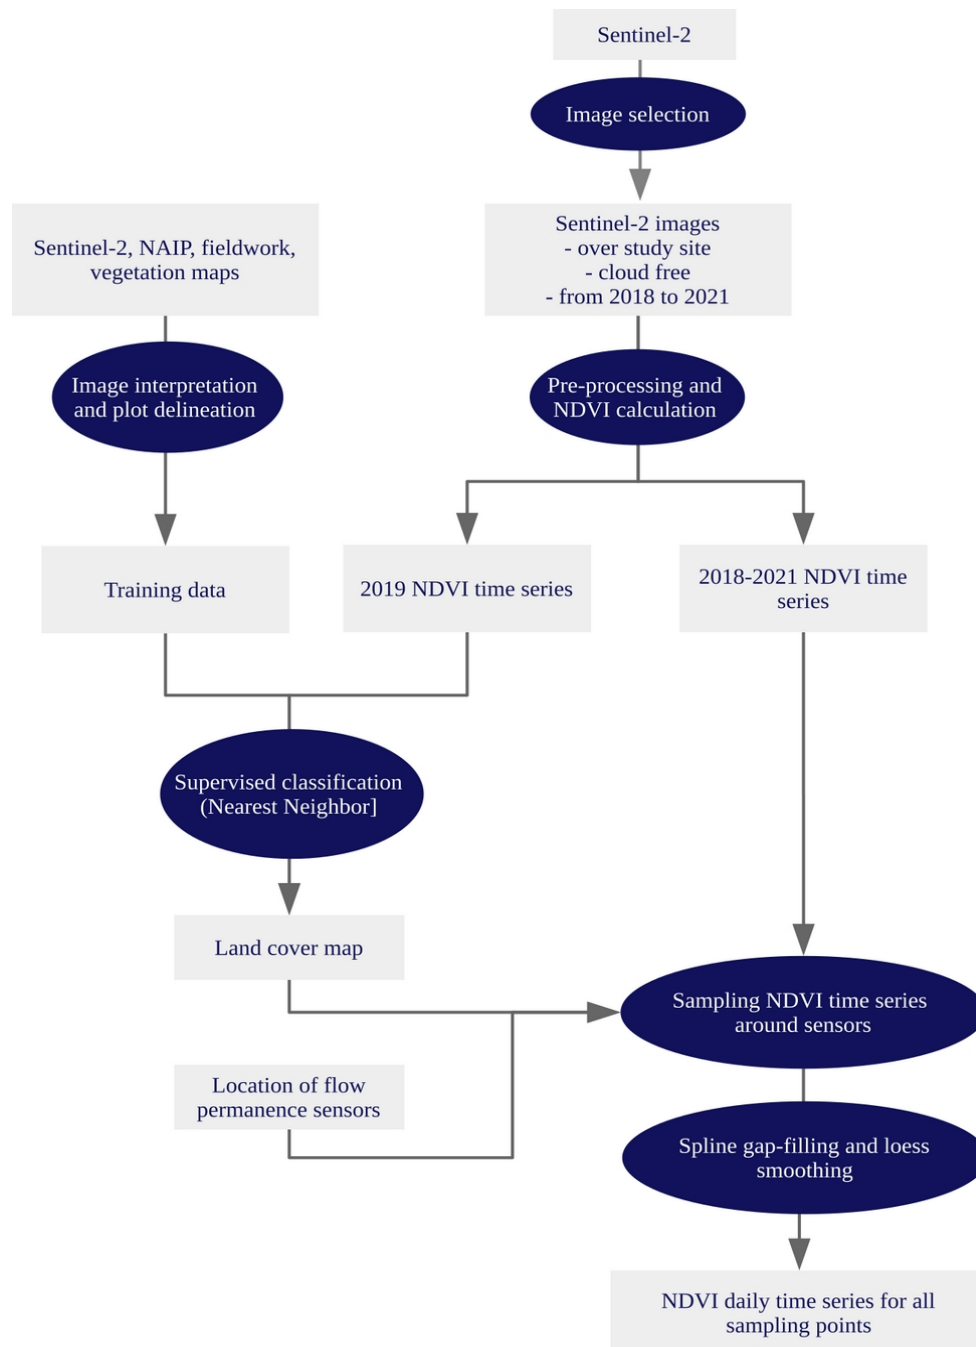 Sentinel-2
Image selection
Sentinel-2 images
- over study site
- cloud free
- from 2018 to 2021
Sentinel-2, NAIP, fieldwork,
vegetation maps
Image interpretation
and plot delineation
Pre-processing and
NDVI calculation
Training data
2019 NDVI time series
2018-2021 NDVI time
series
Supervised classification
(Nearest Neighbor]
Land cover map
Sampling NDVI time series
around sensors
Location of flow
permanence sensors
Spline gap-filling and loess
smoothing
NDVI daily time series for all
sampling points